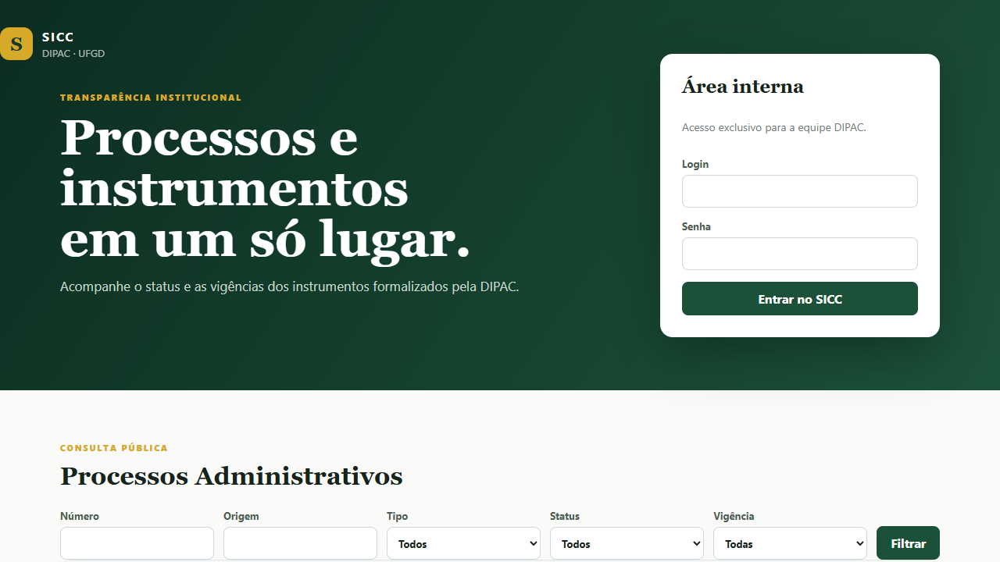 S
SICC
DIPAC · UFGD
TRANSPARÊNCIA INSTITUCIONAL
Processos e
instrumentos
em um só lugar.
Acompanhe o status e as vigências dos instrumentos formalizados pela DIPAC.
Área interna
Acesso exclusivo para a equipe DIPAC.
Login
Senha
Entrar no SICC
CONSULTA PÚBLICA
Processos Administrativos
Número Origem Tipo Status Vigência
Todos Todos Todas Filtrar